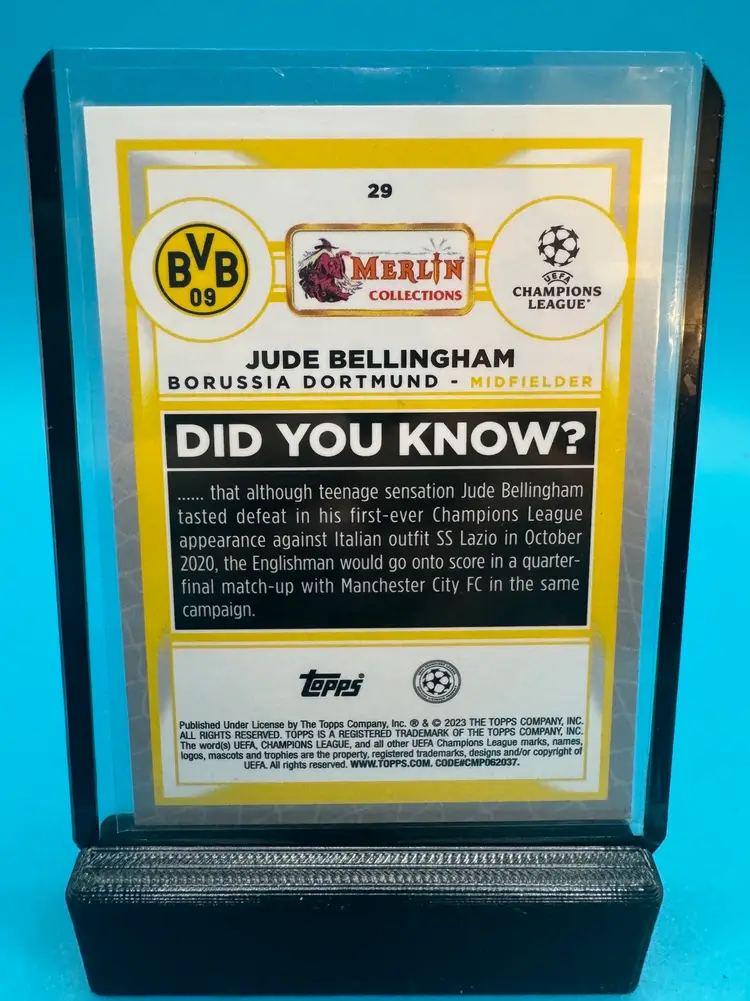 29
BVB
09
MERLIN
COLLECTIONS
UEFA
CHAMPIONS
LEAGUE®
JUDE BELLINGHAM
BORUSSIA DORTMUND - MIDFIELDER
DID YOU KNOW?
...... that although teenage sensation Jude Bellingham
tasted defeat in his first-ever Champions League
appearance against Italian outfit SS Lazio in October
2020, the Englishman would go onto score in a quarter-
final match-up with Manchester City FC in the same
campaign.
topps®
Published Under License by The Topps Company, Inc. ® & © 2023 THE TOPPS COMPANY, INC.
ALL RIGHTS RESERVED. TOPPS IS A REGISTERED TRADEMARK OF THE TOPPS COMPANY, INC.
The word(s) UEFA, CHAMPIONS LEAGUE, and all other UEFA Champions League marks, names,
logos, mascots and trophies are the property, registered trademarks, designs and/or copyright of
UEFA. All rights reserved. WWW.TOPPS.COM. CODE#CMP062037.